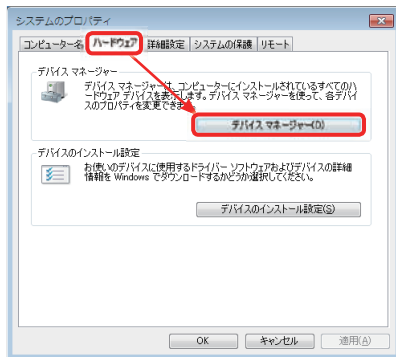 システムのプロパティ
コンピューター名 ハードウェア 詳細設定 システムの保護 リモート
デバイス マネージャー
デバイス マネージャーは、コンピューターにインストールされているすべてのハ
ードウェア デバイスを表示します。デバイス マネージャーを使って、各デバイ
スのプロパティを変更できます。
デバイス マネージャー(D)
デバイスのインストール設定
お使いのデバイスに使用するドライバー ソフトウェアおよびデバイスの詳細
情報を Windows でダウンロードするかどうか選択してください。
デバイスのインストール設定(S)
OK キャンセル 適用(A)